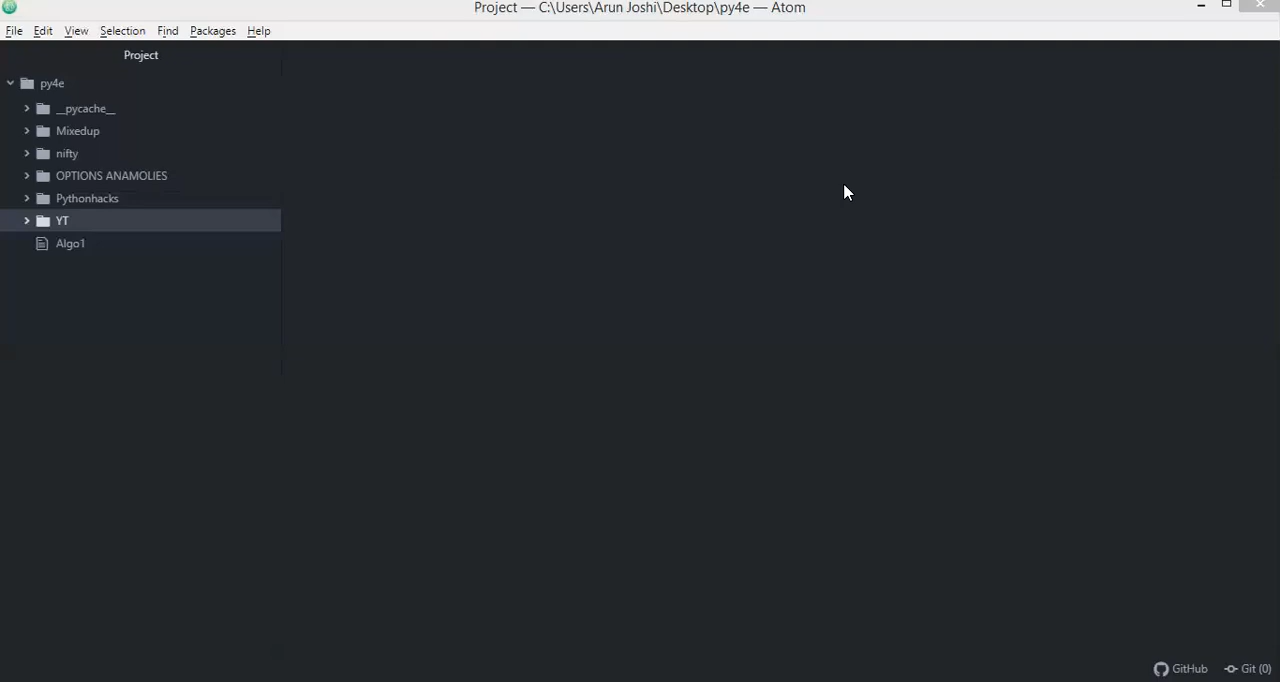 Project — C:\Users\Arun Joshi\Desktop\py4e — Atom
File Edit View Selection Find Packages Help
Project
py4e
__pycache__
Mixedup
nifty
OPTIONS ANAMOLIES
Pythonhacks
YT
Algo1
GitHub Git (0)